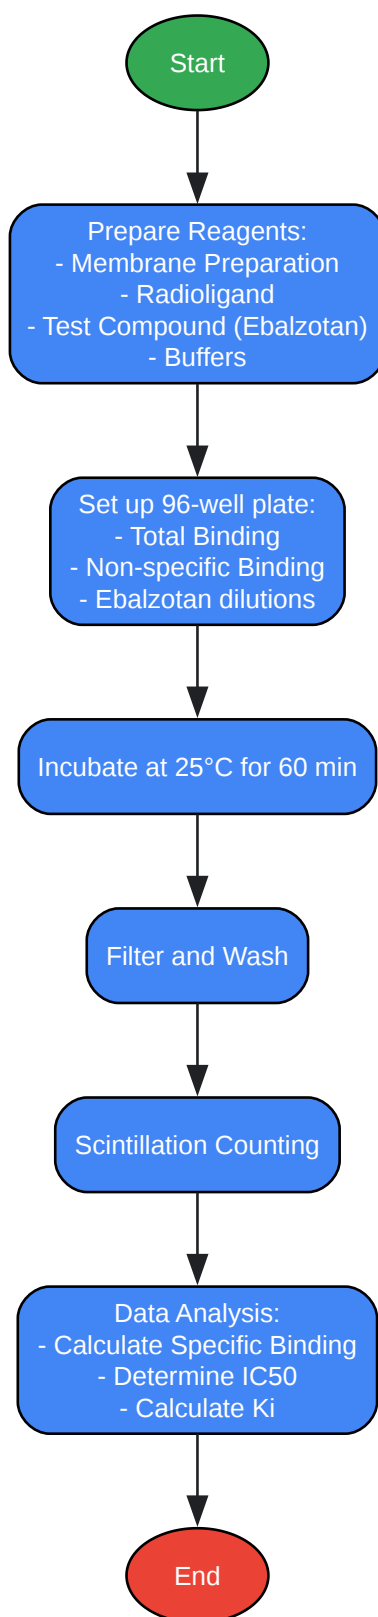 Start
Prepare Reagents:
- Membrane Preparation
- Radioligand
- Test Compound (Ebalzotan)
- Buffers
Set up 96-well plate:
- Total Binding
- Non-specific Binding
- Ebalzotan dilutions
Incubate at 25°C for 60 min
Filter and Wash
Scintillation Counting
Data Analysis:
- Calculate Specific Binding
- Determine IC50
- Calculate Ki
End